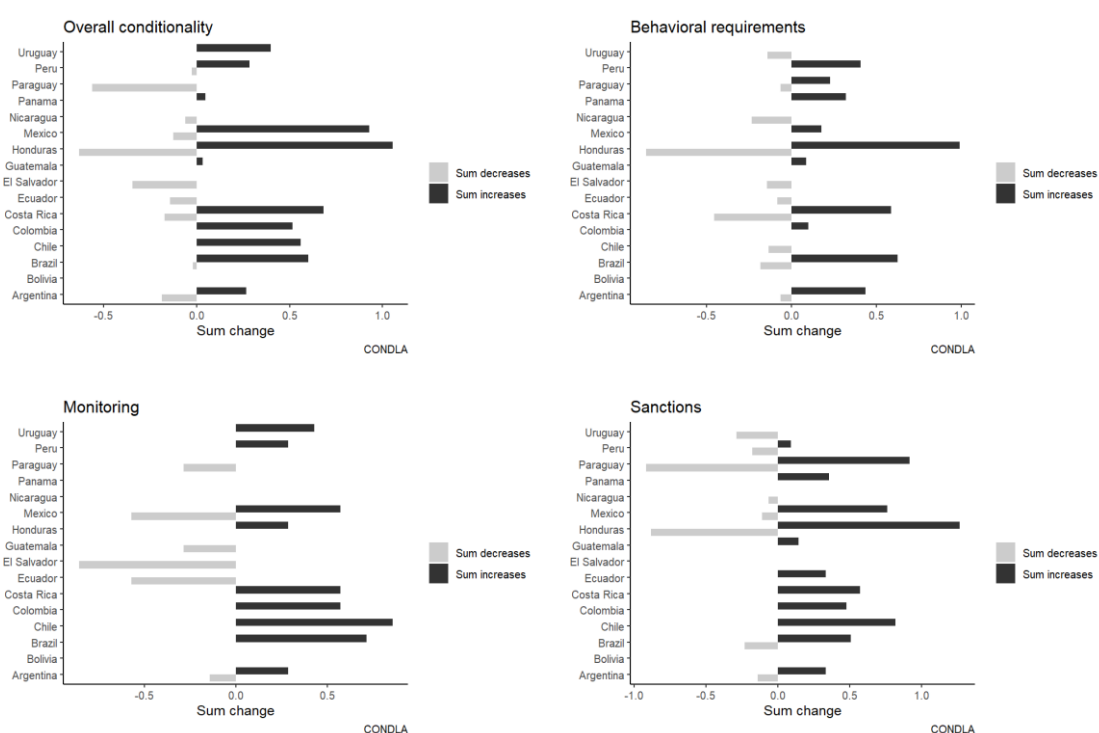 Overall conditionality
Uruguay
Peru
Paraguay
Panama
Nicaragua
Mexico
Honduras
Guatemala
El Salvador
Ecuador
Costa Rica
Colombia
Chile
Brazil
Bolivia
Argentina
-0.5 0.0 0.5 1.0
Sum change
CONDLA
Sum decreases
Sum increases
Behavioral requirements
Uruguay
Peru
Paraguay
Panama
Nicaragua
Mexico
Honduras
Guatemala
El Salvador
Ecuador
Costa Rica
Colombia
Chile
Brazil
Bolivia
Argentina
-0.5 0.0 0.5 1.0
Sum change
CONDLA
Sum decreases
Sum increases
Monitoring
Uruguay
Peru
Paraguay
Panama
Nicaragua
Mexico
Honduras
Guatemala
El Salvador
Ecuador
Costa Rica
Colombia
Chile
Brazil
Bolivia
Argentina
-0.5 0.0 0.5
Sum change
CONDLA
Sum decreases
Sum increases
Sanctions
Uruguay
Peru
Paraguay
Panama
Nicaragua
Mexico
Honduras
Guatemala
El Salvador
Ecuador
Costa Rica
Colombia
Chile
Brazil
Bolivia
Argentina
-1.0 -0.5 0.0 0.5 1.0
Sum change
CONDLA
Sum decreases
Sum increases